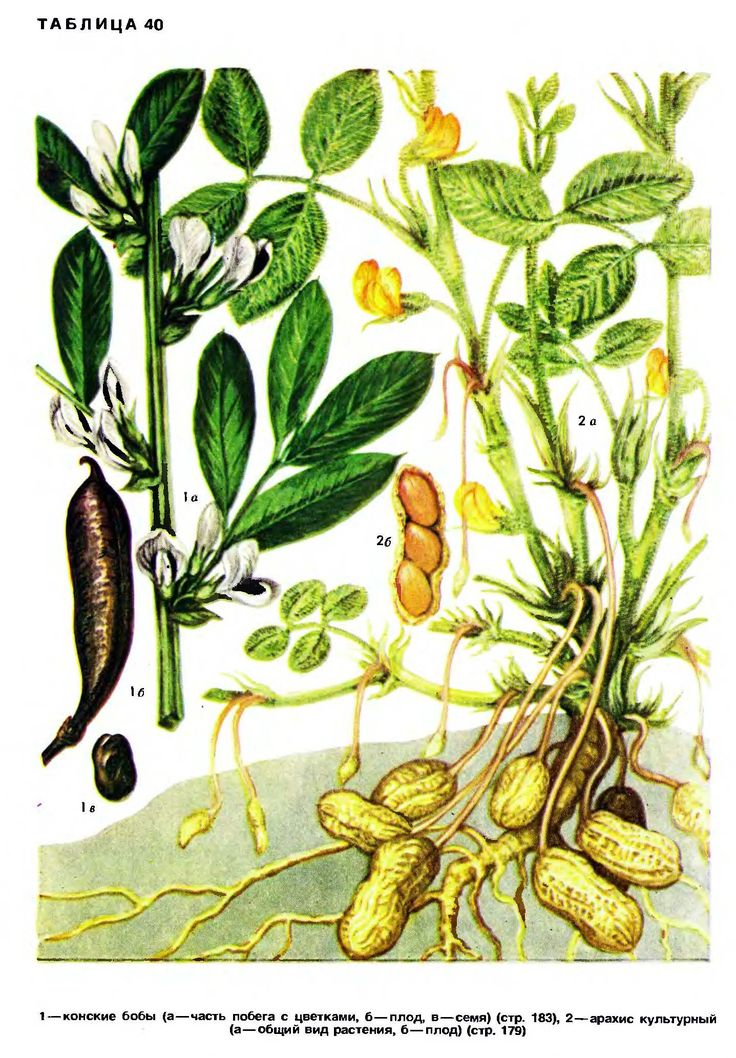 ТАБЛИЦА 40
1а
2а
2б
1б
1в
1—конские бобы (а—часть побега с цветками, б—плод, в—семя) (стр. 183), 2—арахис культурный
(а—общий вид растения, б—плод) (стр. 179)